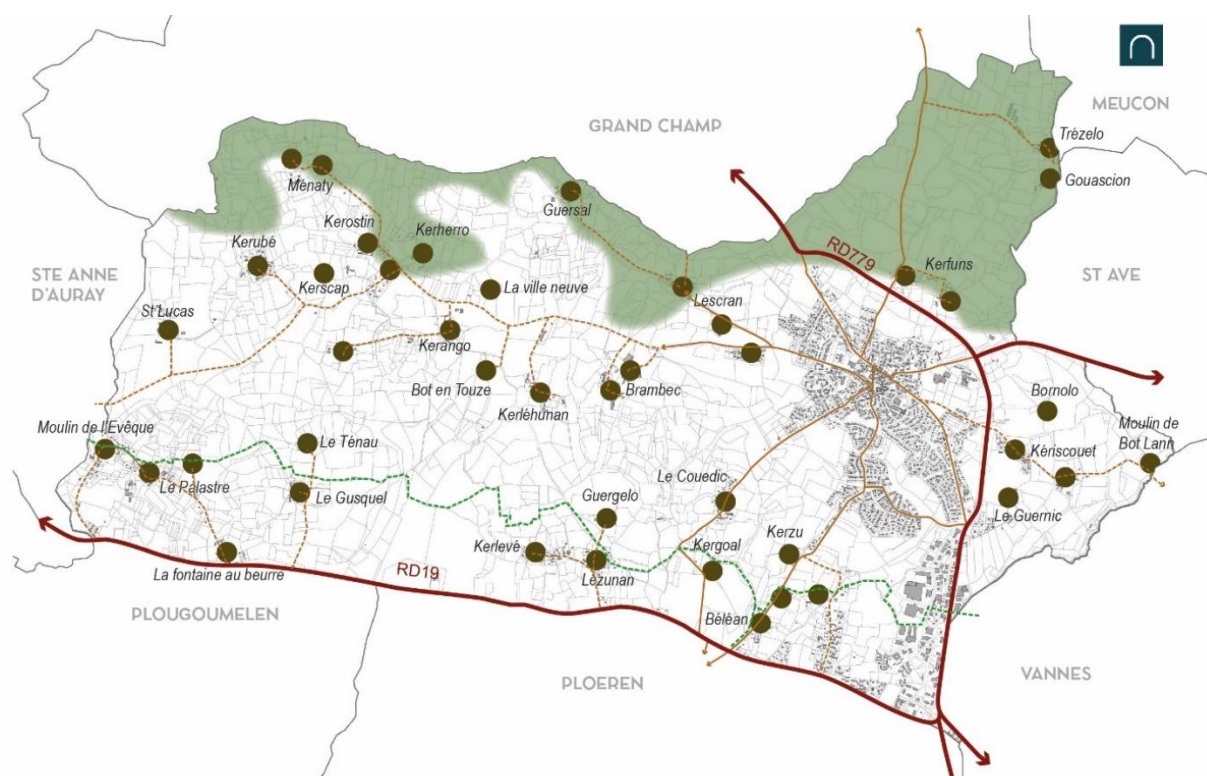 MEUCON
GRAND CHAMP
Trézelo
Gouascion
Ménaty
Guersal
Kerostin
Kerherro
Kerubé
RD779
Kerfuns
STE ANNE
D'AURAY
Kerscap
La ville neuve
ST AVE
St Lucas
Lescran
Kerango
Bot en Touze
Brambec
Kerléhunan
Bornolo
Moulin de l'Evêque
Le Ténau
Moulin de
Bot Lann
Kériscouet
Le Palastre
Le Gusquel
Le Couedic
Le Guernic
Guergelo
Kerlevé
Kerzu
Kergoal
La fontaine au beurre
RD19
Lézunan
PLOUGOUMELEN
Béléan
PLOEREN
VANNES